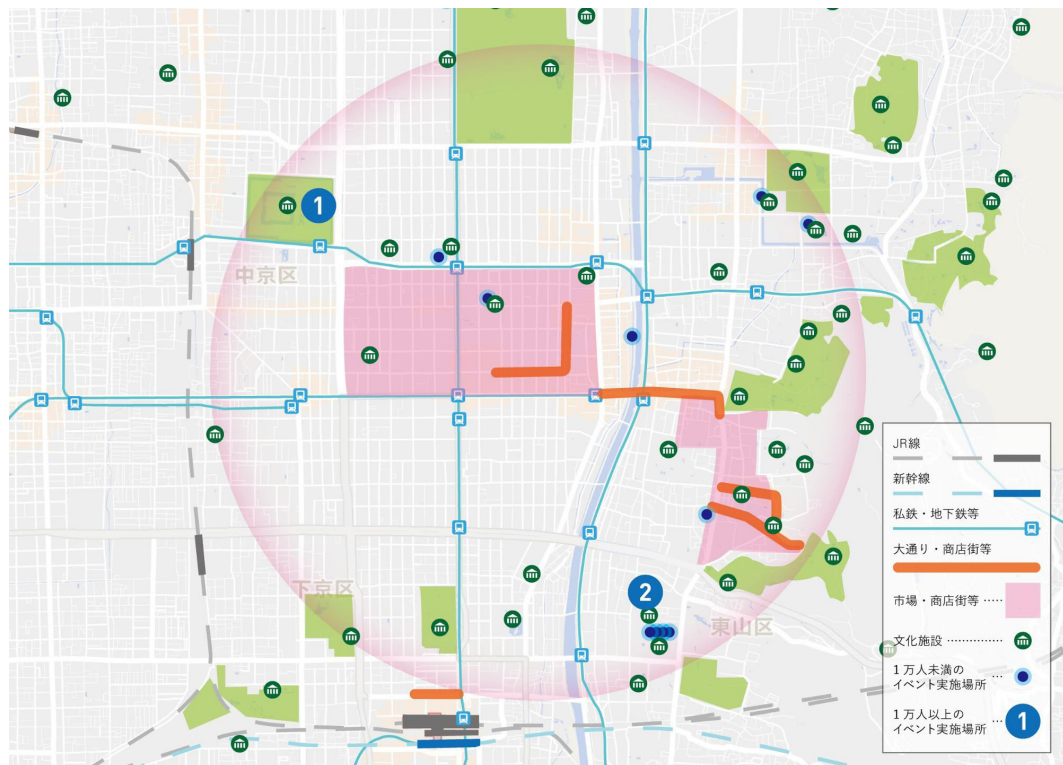 1
中京区
下京区
2
東山区
JR線
新幹線
私鉄・地下鉄等
大通り・商店街等
市場・商店街等 ……
文化施設 ……………
1万人未満の
イベント実施場所 …
1万人以上の
イベント実施場所 … 1